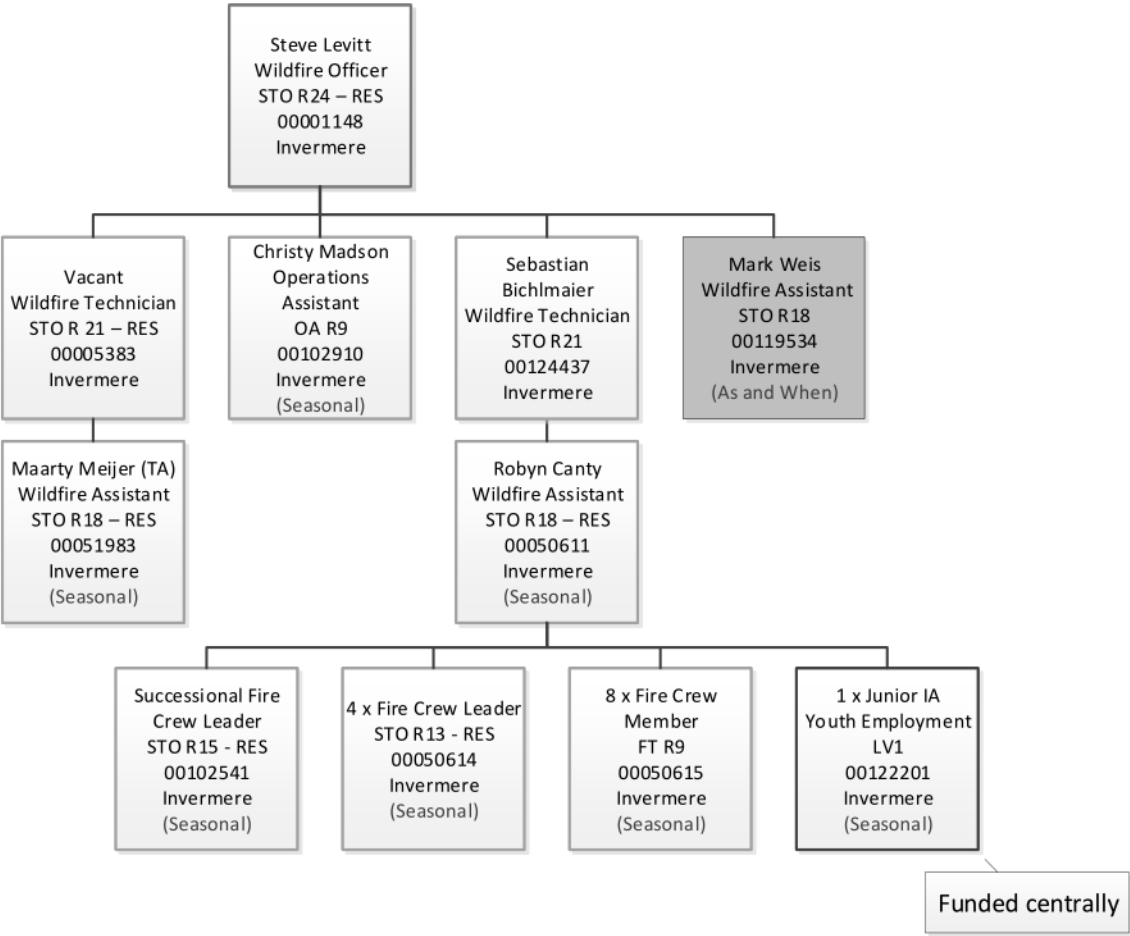 Steve Levitt
Wildfire Officer
STO R24 – RES
00001148
Invermere
Vacant
Wildfire Technician
STO R 21 – RES
00005383
Invermere
Christy Madson
Operations
Assistant
OA R9
00102910
Invermere
(Seasonal)
Sebastian
Bichlmaier
Wildfire Technician
STO R21
00124437
Invermere
Mark Weis
Wildfire Assistant
STO R18
00119534
Invermere
(As and When)
Maarty Meijer (TA)
Wildfire Assistant
STO R18 – RES
00051983
Invermere
(Seasonal)
Robyn Canty
Wildfire Assistant
STO R18 – RES
00050611
Invermere
(Seasonal)
Successional Fire
Crew Leader
STO R15 - RES
00102541
Invermere
(Seasonal)
4 x Fire Crew Leader
STO R13 - RES
00050614
Invermere
(Seasonal)
8 x Fire Crew
Member
FT R9
00050615
Invermere
(Seasonal)
1 x Junior IA
Youth Employment
LV1
00122201
Invermere
(Seasonal)
Funded centrally